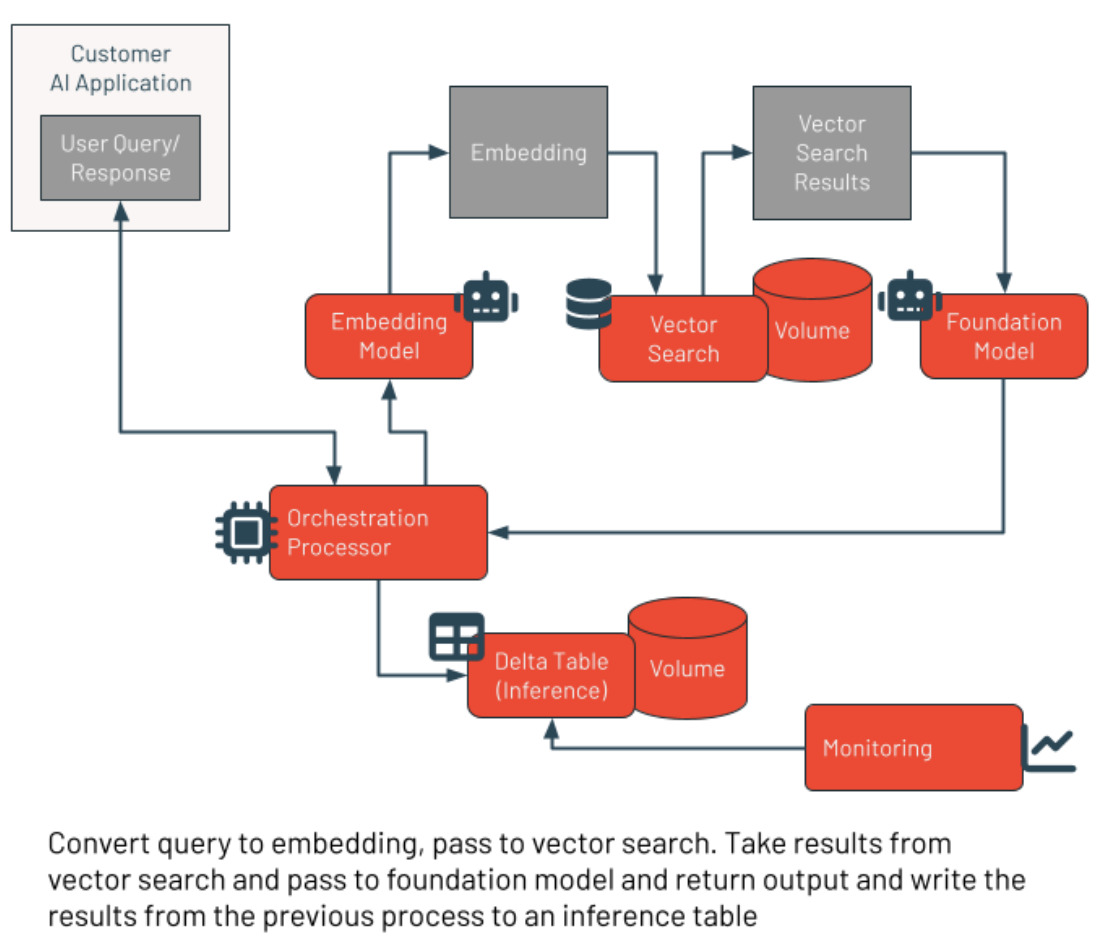 Customer
AI Application
User Query/
Response
Embedding
Vector
Search
Results
Embedding
Model
Vector
Search
Volume
Foundation
Model
Orchestration
Processor
Delta Table
(Inference)
Volume
Monitoring
Convert query to embedding, pass to vector search. Take results from
vector search and pass to foundation model and return output and write the
results from the previous process to an inference table